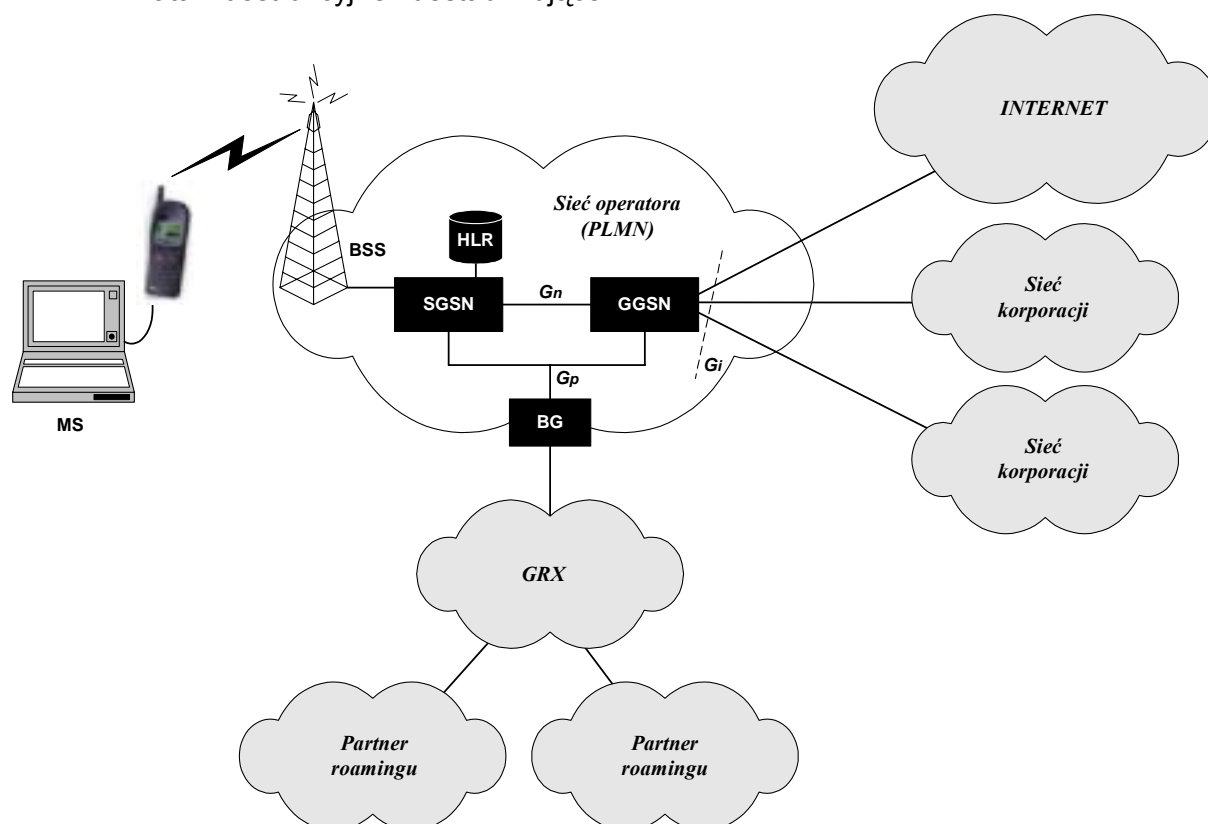 INTERNET
Sieć operatora
(PLMN)
HLR
BSS
SGSN
Gn
GGSN
Sieć
korporacji
Gi
Gp
BG
MS
Sieć
korporacji
GRX
Partner
roamingu
Partner
roamingu